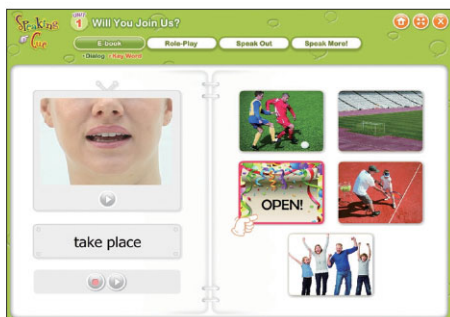 Speaking
Cue
UNIT
1
Will You Join Us?
E-book
Role-Play
Speak Out
Speak More!
• Dialog • Key Word
OPEN!
take place